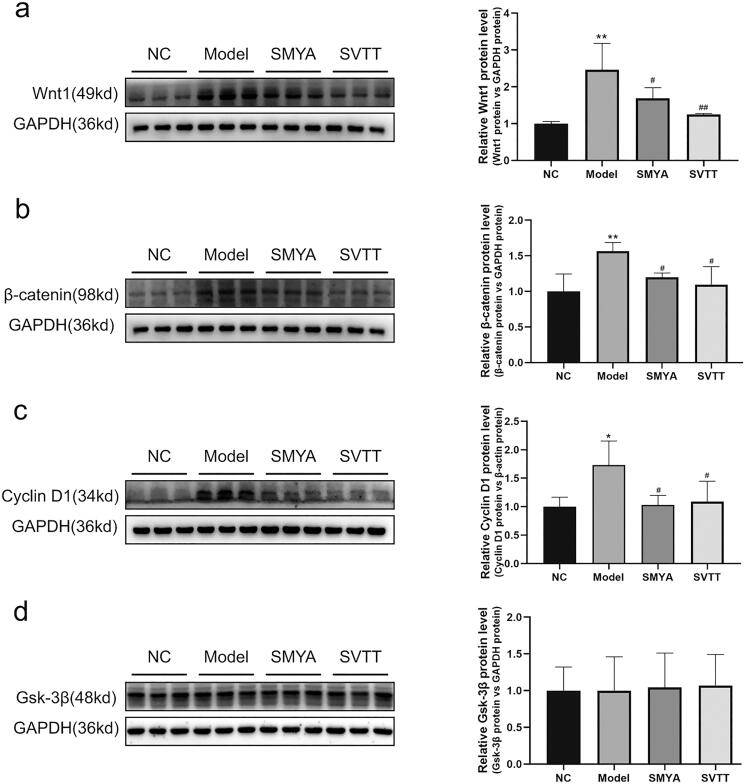 a
NC Model SMYA SVTT
Wnt1(49kd)
GAPDH(36kd)
Relative Wnt1 protein level
(Wnt1 protein vs GAPDH protein)
4
3
2
1
0
** # ##
NC Model SMYA SVTT
b
NC Model SMYA SVTT
β-catenin(98kd)
GAPDH(36kd)
Relative β-catenin protein level
(β-catenin protein vs GAPDH protein)
2.0
1.5
1.0
0.5
0.0
** # #
NC Model SMYA SVTT
c
NC Model SMYA SVTT
Cyclin D1(34kd)
GAPDH(36kd)
Relative Cyclin D1 protein level
(Cyclin D1 protein vs β-actn protein)
2.5
2.0
1.5
1.0
0.5
0.0
* # #
NC Model SMYA SVTT
d
NC Model SMYA SVTT
Gsk-3β(48kd)
GAPDH(36kd)
Relative Gsk-3β protein level
(Gsk-3β protein vs GAPDH protein)
2.0
1.5
1.0
0.5
0.0
NC Model SMYA SVTT